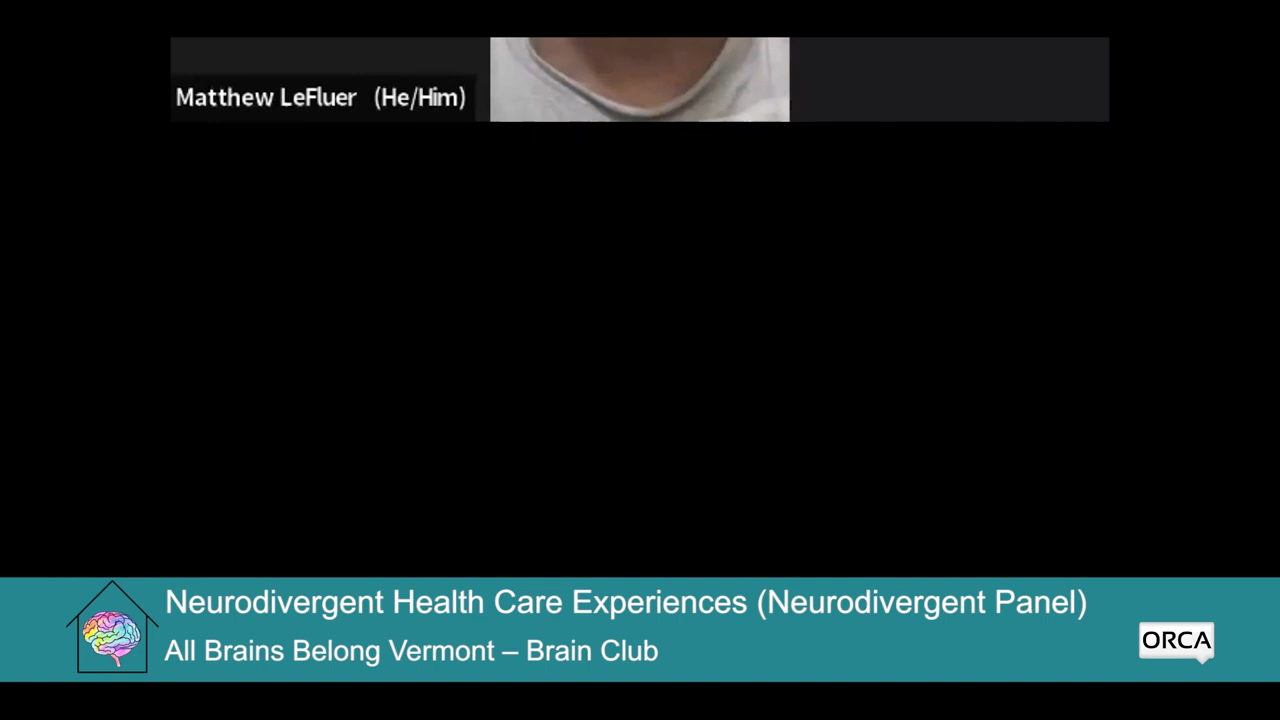 Matthew LeFluer (He/Him)
Neurodivergent Health Care Experiences (Neurodivergent Panel)
All Brains Belong Vermont – Brain Club
ORCA